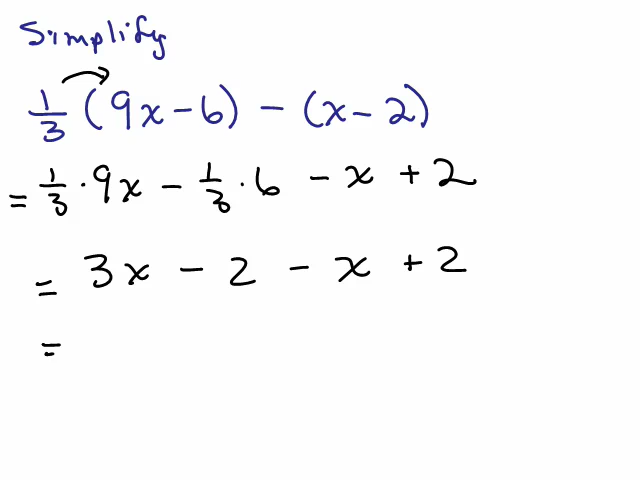 Simplify
1/3 (9x - 6) - (x - 2)
= 1/3 · 9x - 1/3 · 6 - x + 2
= 3x - 2 - x + 2
=